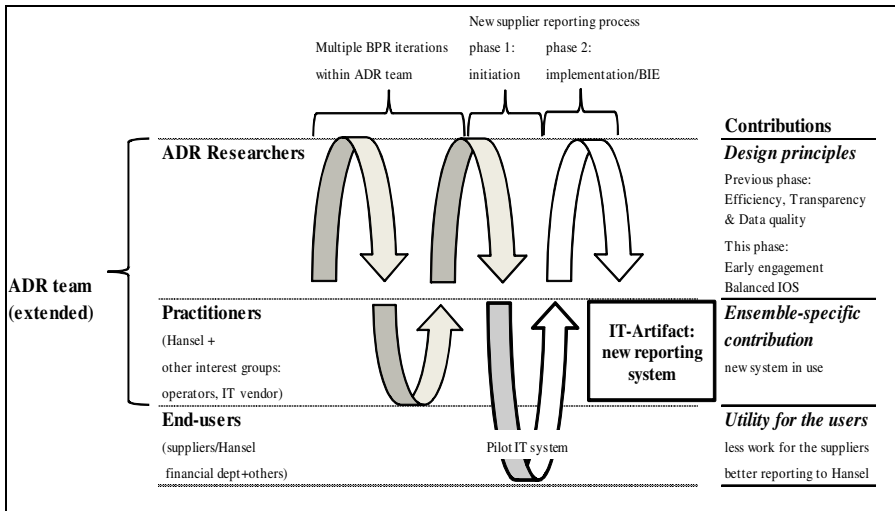 New supplier reporting process
Multiple BPR iterations
within ADR team
phase 1:
initiation
phase 2:
implementation/BIE
Contributions
ADR Researchers
Design principles
Previous phase:
Efficiency, Transparency
& Data quality
This phase:
Early engagement
Balanced IOS
ADR team
(extended)
Practitioners
(Hansel +
other interest groups:
operators, IT vendor)
IT-Artifact:
new reporting
system
Ensemble-specific
contribution
new system in use
End-users
(suppliers/Hansel
financial dept+others)
Pilot IT system
Utility for the users
less work for the suppliers
better reporting to Hansel